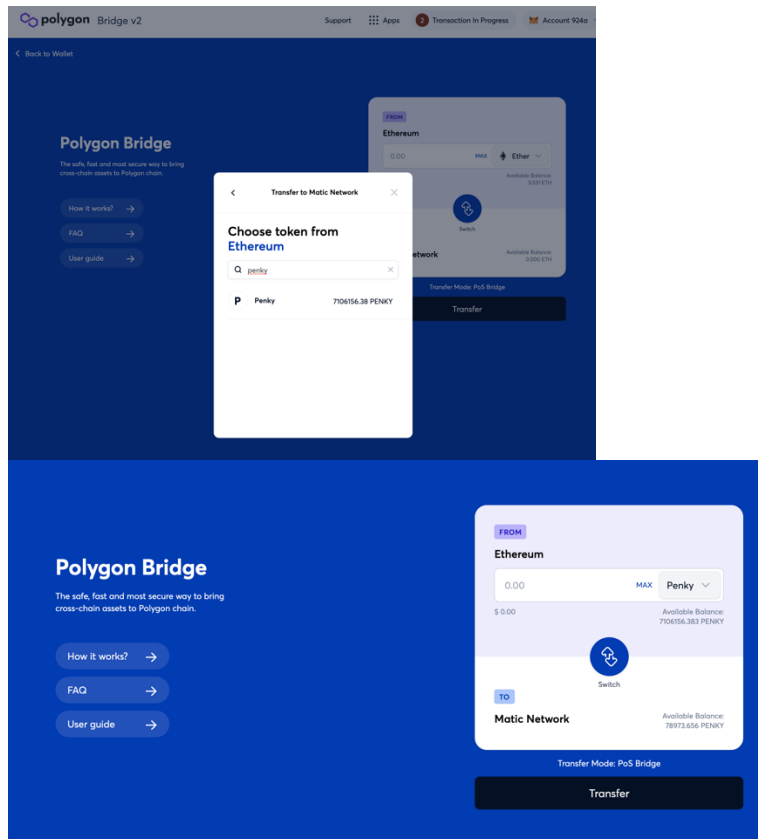 polygon Bridge v2
Support
Apps
2 Transaction In Progress
Account 924a
Back to Wallet
Polygon Bridge
The safe, fast and most secure way to bring
cross-chain assets to Polygon chain.
How it works?
FAQ
User guide
FROM
Ethereum
0.00 MAX Ether
Available Balance:
Switch
etwork
Available Balance:
0.000 ETH
Transfer Mode: PoS Bridge
Transfer
Transfer to Matic Network
Choose token from
Ethereum
penky
P Penky 7106156.38 PENKY
Polygon Bridge
The safe, fast and most secure way to bring
cross-chain assets to Polygon chain.
How it works?
FAQ
User guide
FROM
Ethereum
0.00 MAX Penky
$ 0.00
Available Balance:
7106156.383 PENKY
Switch
TO
Matic Network
Available Balance:
78973.656 PENKY
Transfer Mode: PoS Bridge
Transfer